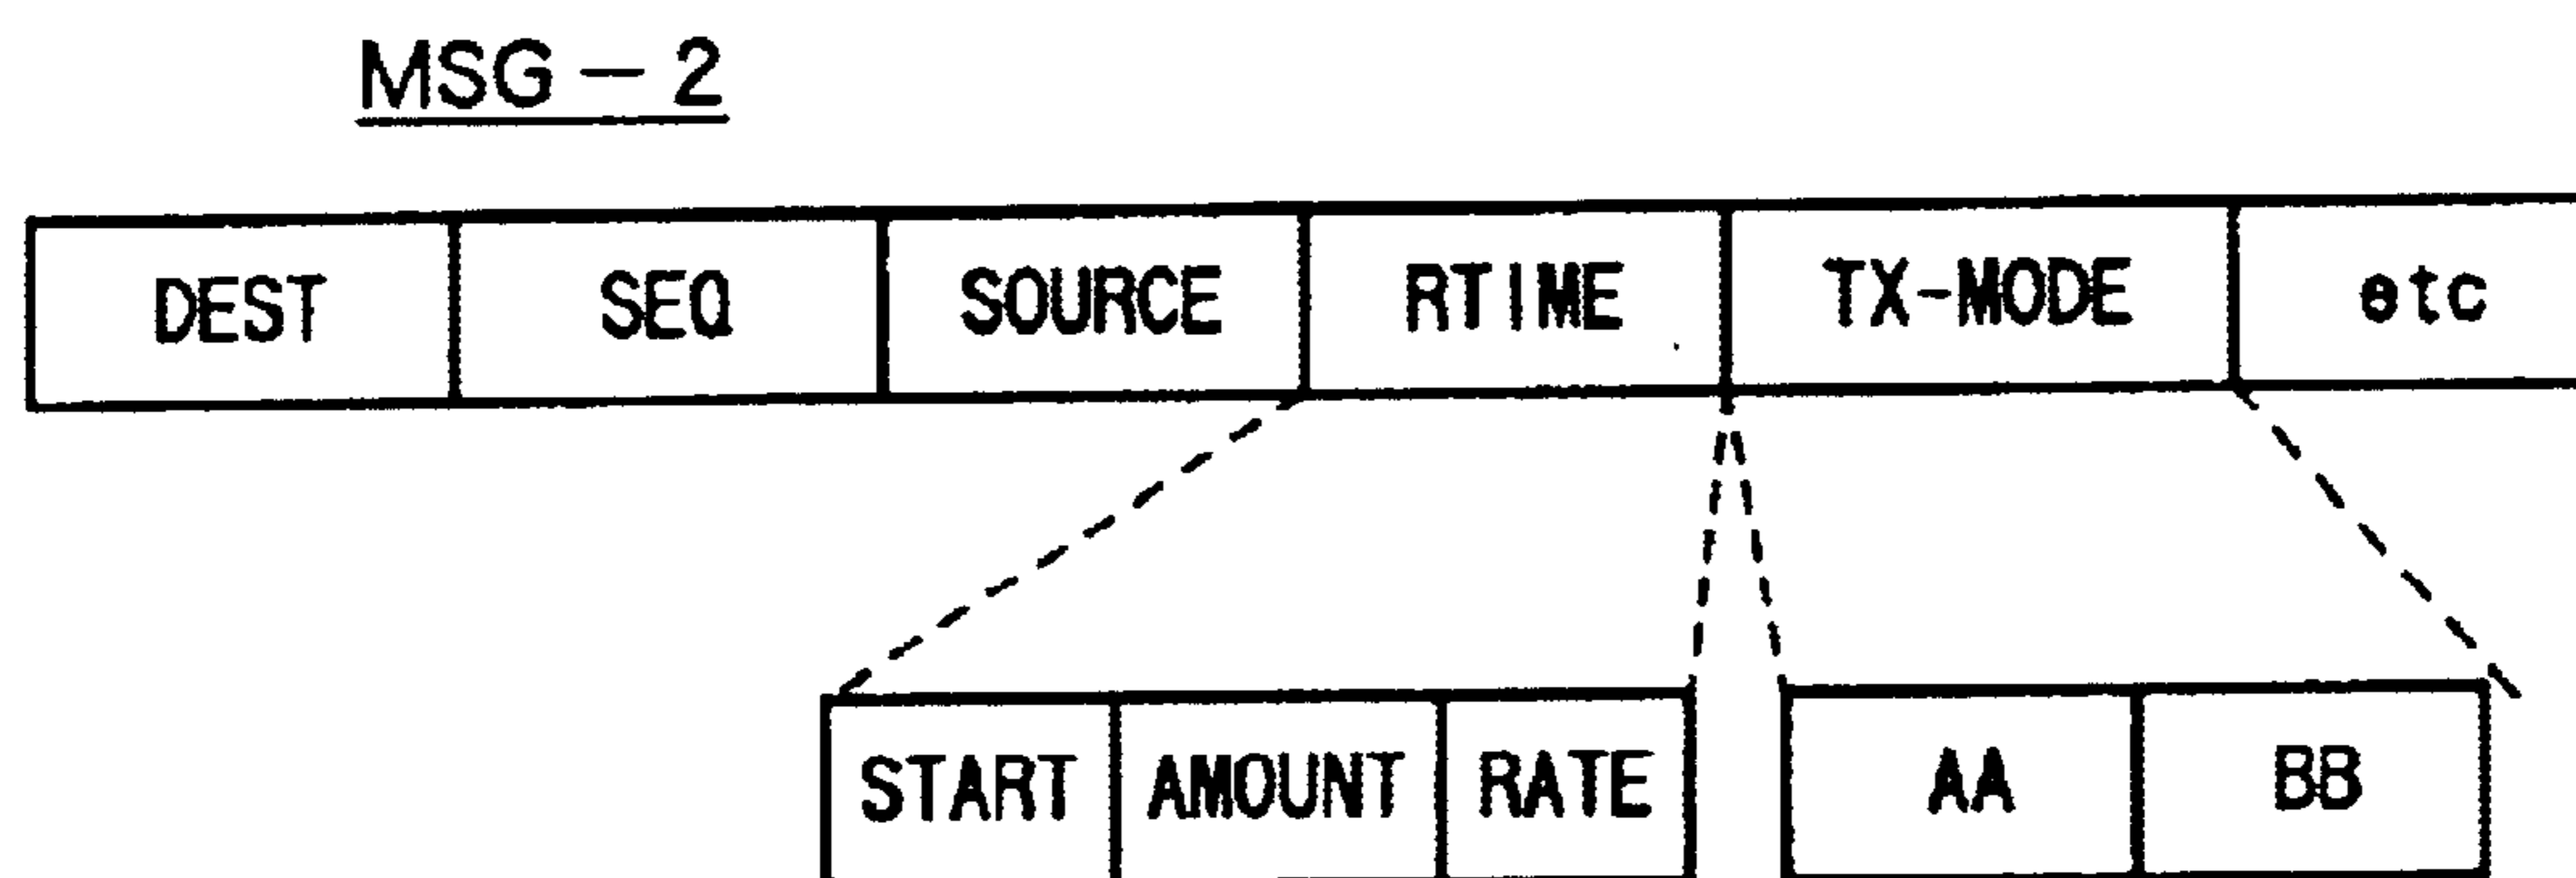 MSG-2
DEST SEQ SOURCE RTIME TX-MODE etc
START AMOUNT RATE AA BB